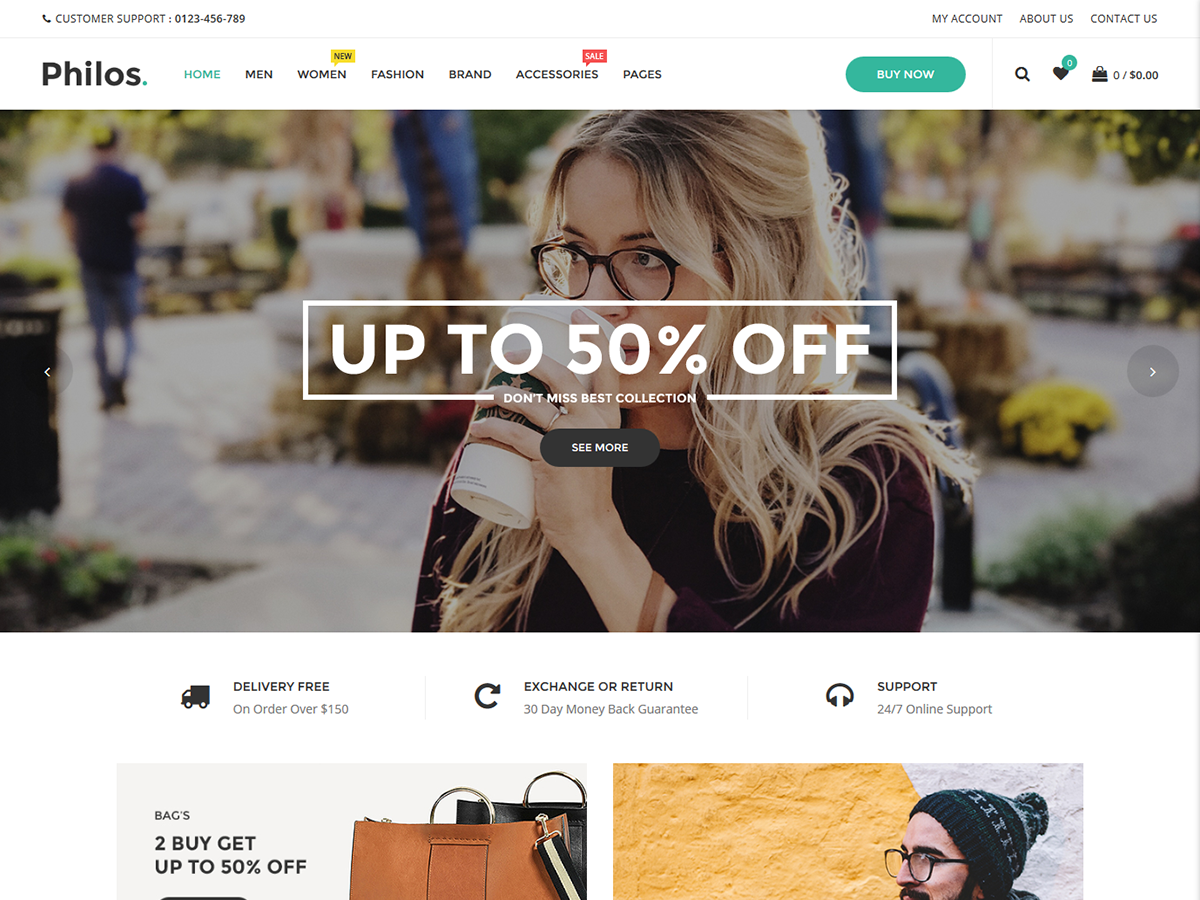 CUSTOMER SUPPORT : 0123-456-789
MY ACCOUNT ABOUT US CONTACT US
Philos.
HOME MEN WOMEN FASHION BRAND ACCESSORIES PAGES
NEW
SALE
BUY NOW
0
0 / $0.00
UP TO 50% OFF
DON'T MISS BEST COLLECTION
SEE MORE
DELIVERY FREE
On Order Over $150
EXCHANGE OR RETURN
30 Day Money Back Guarantee
SUPPORT
24/7 Online Support
BAG'S
2 BUY GET
UP TO 50% OFF